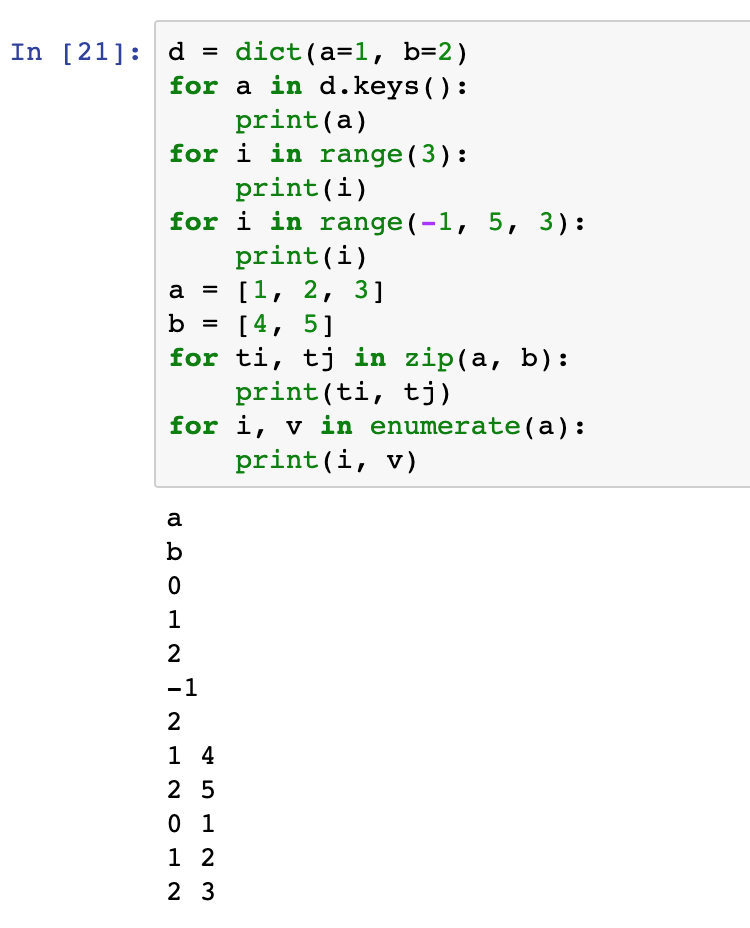 In [21]: d = dict(a=1, b=2)
for a in d.keys():
    print(a)
for i in range(3):
    print(i)
for i in range(-1, 5, 3):
    print(i)
a = [1, 2, 3]
b = [4, 5]
for ti, tj in zip(a, b):
    print(ti, tj)
for i, v in enumerate(a):
    print(i, v)
a
b
0
1
2
-1
2
1 4
2 5
0 1
1 2
2 3